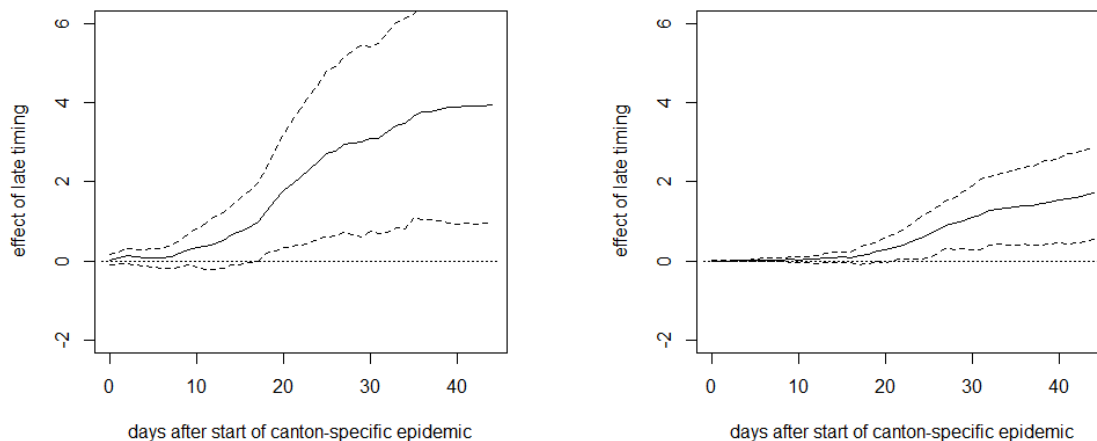 effect of late timing
6
4
2
0
-2
0 10 20 30 40
days after start of canton-specific epidemic
effect of late timing
6
4
2
0
-2
0 10 20 30 40
days after start of canton-specific epidemic